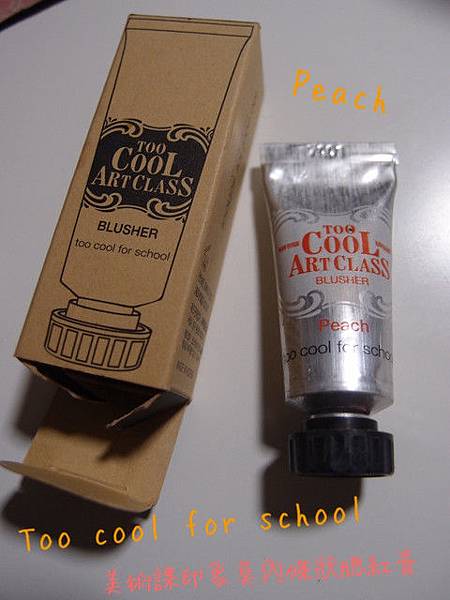 Peach
TOO
COOL
ART CLASS
BLUSHER
too cool for school
TOO
COOL
ART CLASS
BLUSHER
Peach
too cool for school
Too cool for school
美術課印象莫內條狀腮紅膏